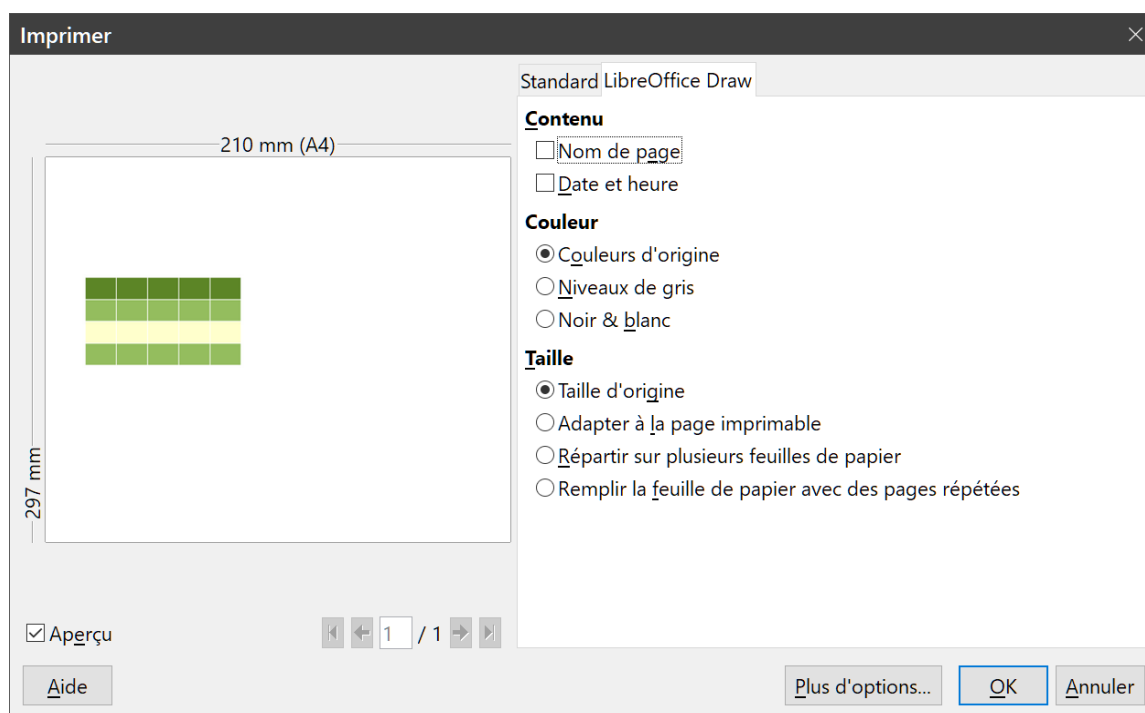 Imprimer
Standard LibreOffice Draw
210 mm (A4)
297 mm
Contenu
Nom de page
Date et heure
Couleur
Couleurs d'origine
Niveaux de gris
Noir & blanc
Taille
Taille d'origine
Adapter à la page imprimable
Répartir sur plusieurs feuilles de papier
Remplir la feuille de papier avec des pages répétées
Aperçu
1 / 1
Aide
Plus d'options...
OK
Annuler